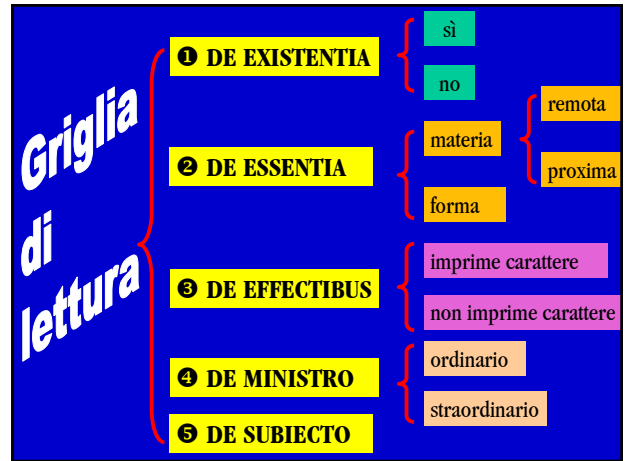 Griglia
di
lettura
❶ DE EXISTENTIA
sì
no
❷ DE ESSENTIA
materia
remota
proxima
forma
❸ DE EFFECTIBUS
imprime carattere
non imprime carattere
❹ DE MINISTRO
ordinario
straordinario
❺ DE SUBIECTO